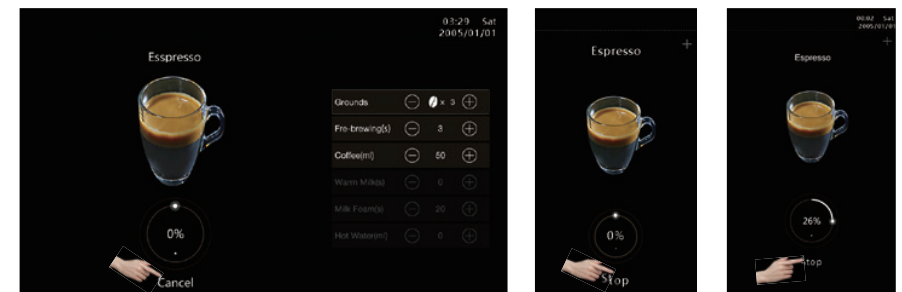 03:29 Sat
2005/01/01
Esspresso
Grounds × 3
Pre-brewing(s) 3
Coffee(ml) 50
Warm Milk(s) 0
Milk Foam(s) 20
Hot Water(ml) 0
0%
Cancel
Espresso
0%
Stop
00:02 Sat
2005/01/01
Espresso
26%
Stop